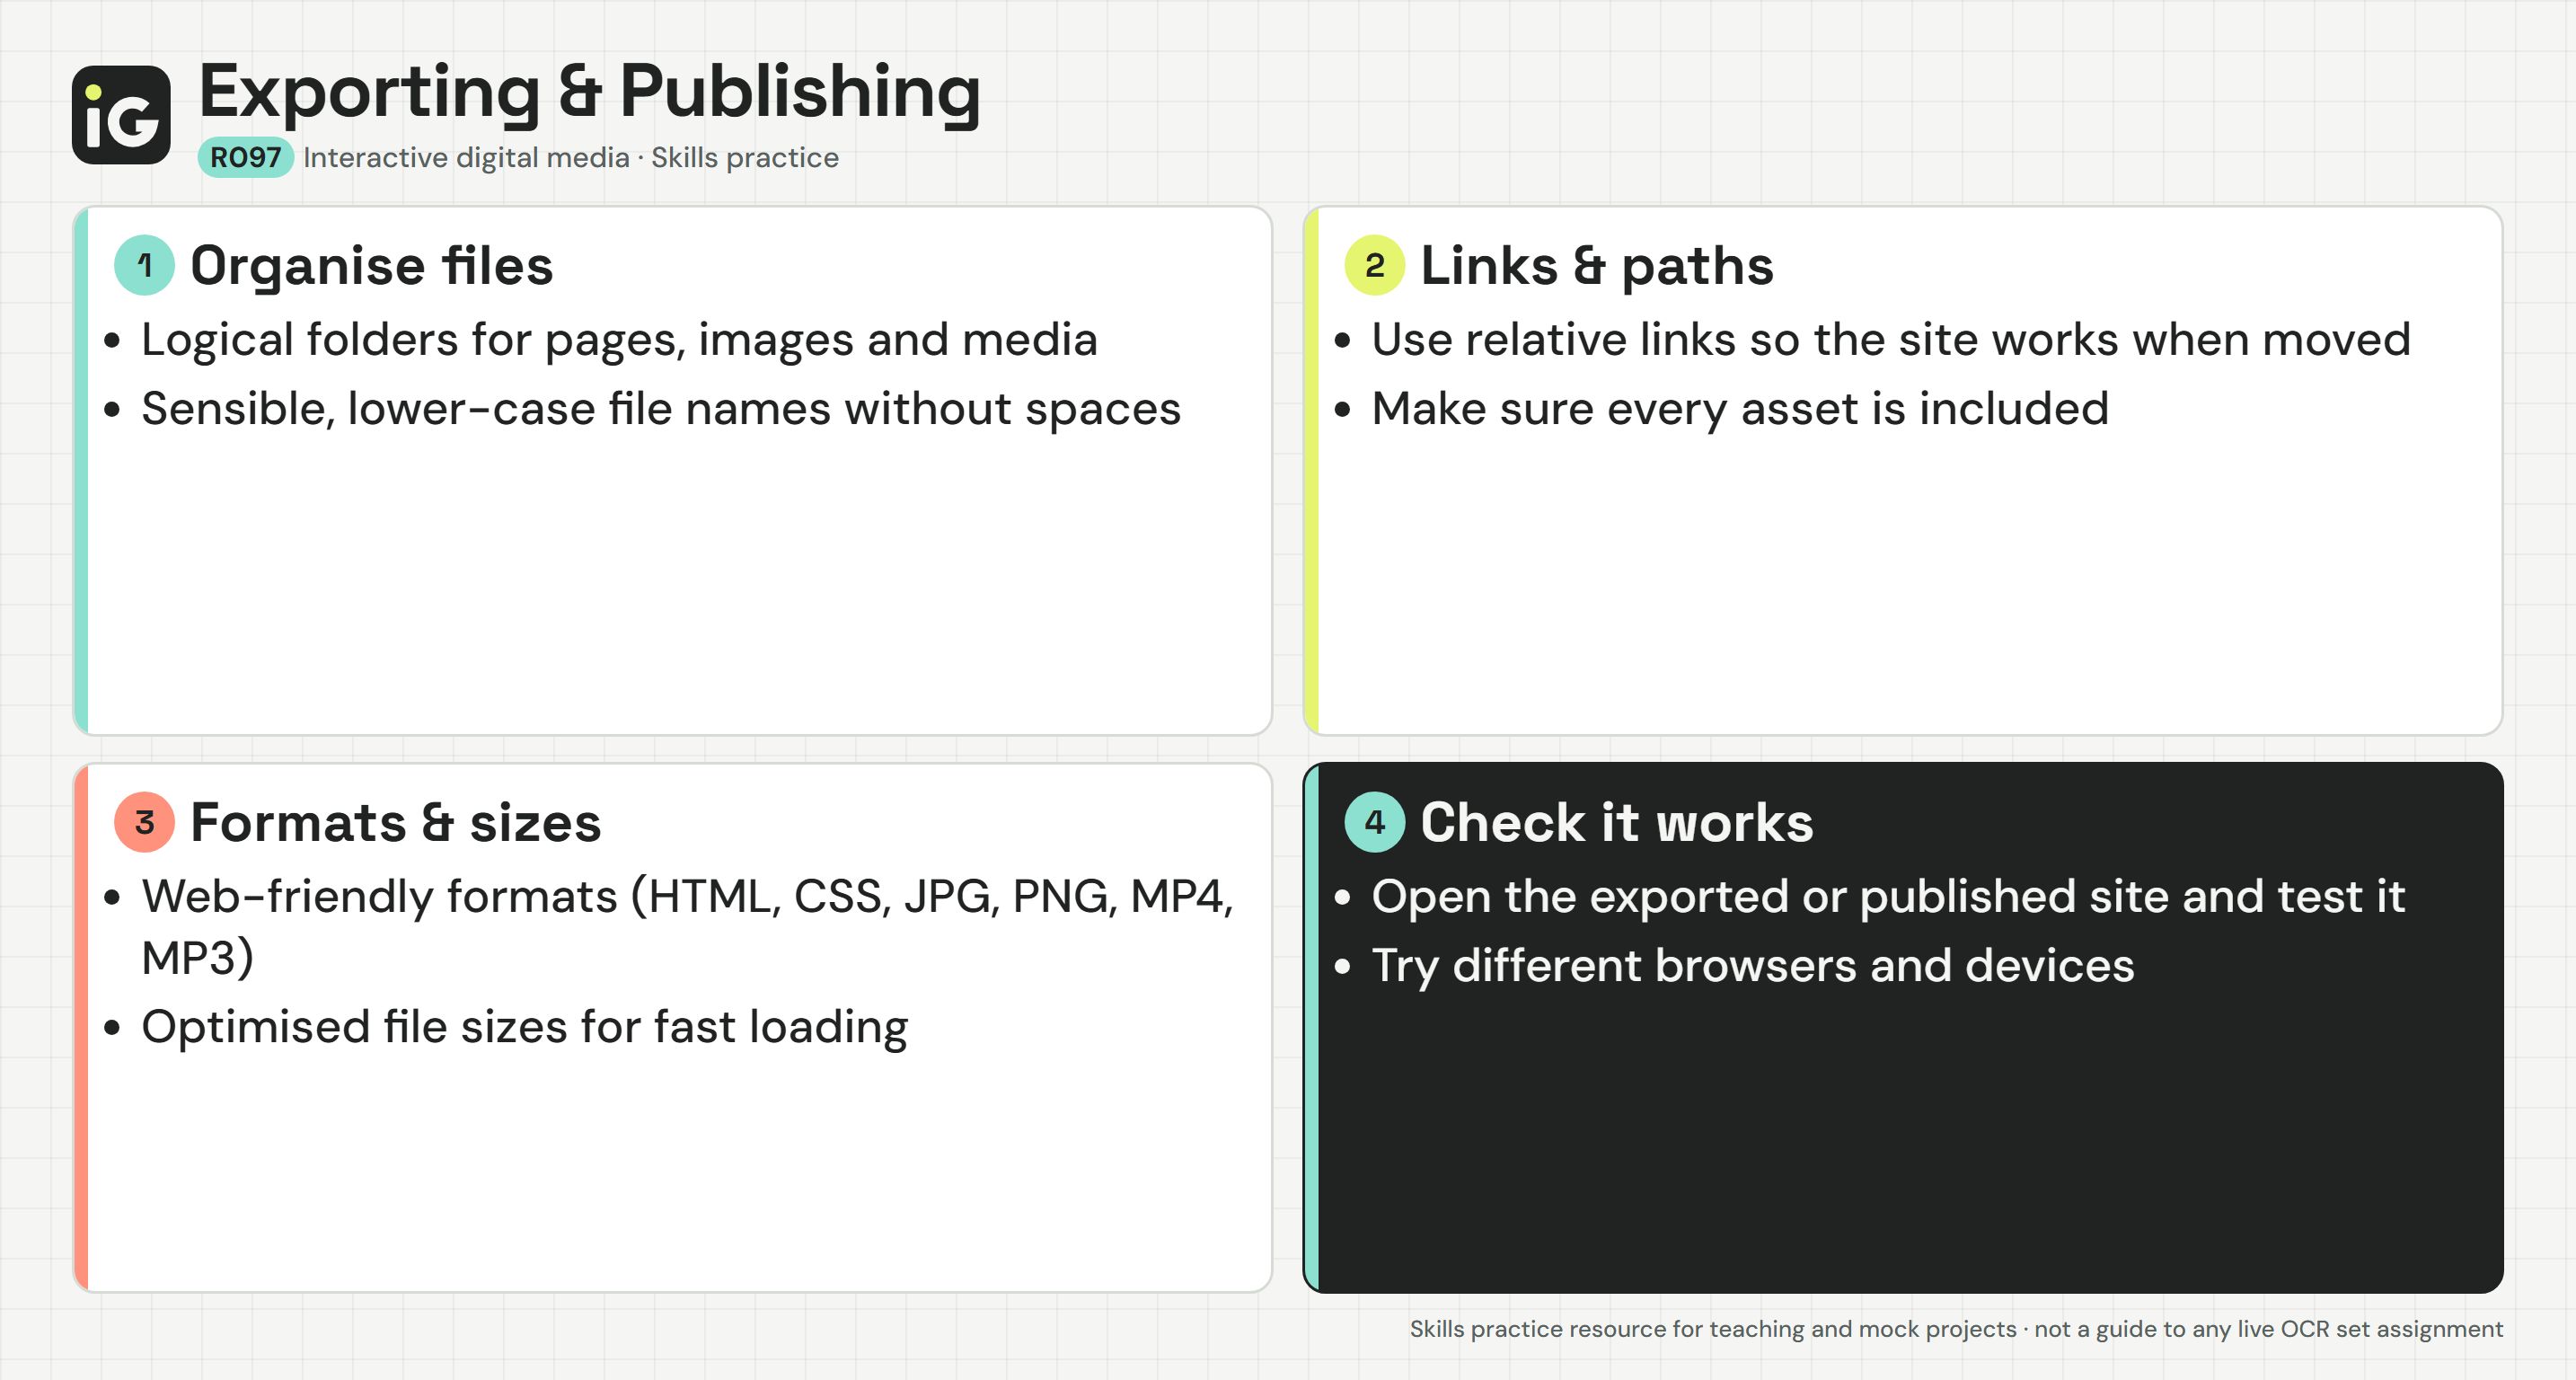 iG
Exporting & Publishing
R097 Interactive digital media · Skills practice
1 Organise files
• Logical folders for pages, images and media
• Sensible, lower-case file names without spaces
2 Links & paths
• Use relative links so the site works when moved
• Make sure every asset is included
3 Formats & sizes
• Web-friendly formats (HTML, CSS, JPG, PNG, MP4,
MP3)
• Optimised file sizes for fast loading
4 Check it works
• Open the exported or published site and test it
• Try different browsers and devices
Skills practice resource for teaching and mock projects · not a guide to any live OCR set assignment